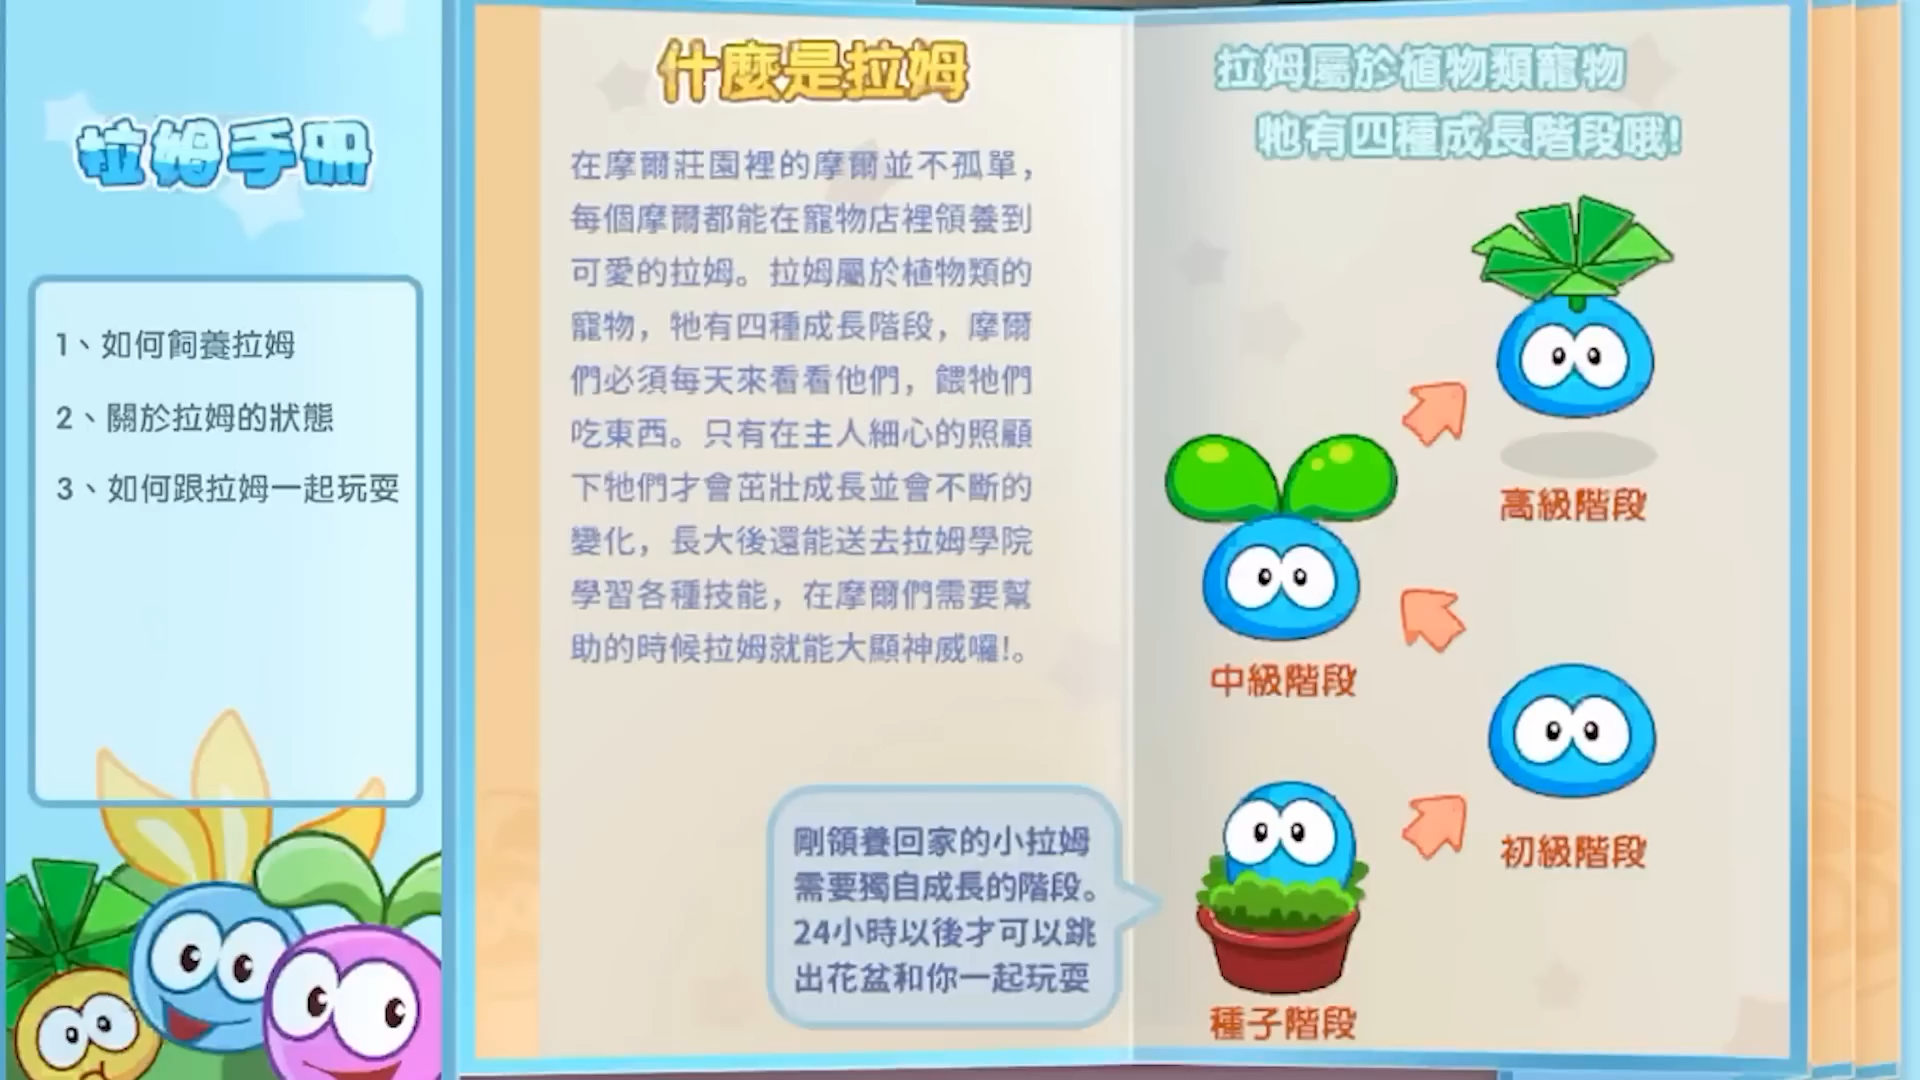 拉姆手冊
1、如何飼養拉姆
2、關於拉姆的狀態
3、如何跟拉姆一起玩耍
什麼是拉姆
在摩爾莊園裡的摩爾並不孤單，
每個摩爾都能在寵物店裡領養到
可愛的拉姆。拉姆屬於植物類的
寵物，牠有四種成長階段，摩爾
們必須每天來看看他們，餵牠們
吃東西。只有在主人細心的照顧
下牠們才會茁壯成長並會不斷的
變化，長大後還能送去拉姆學院
學習各種技能，在摩爾們需要幫
助的時候拉姆就能大顯神威囉!。
剛領養回家的小拉姆
需要獨自成長的階段。
24小時以後才可以跳
出花盆和你一起玩耍
拉姆屬於植物類寵物
牠有四種成長階段哦!
高級階段
中級階段
初級階段
種子階段